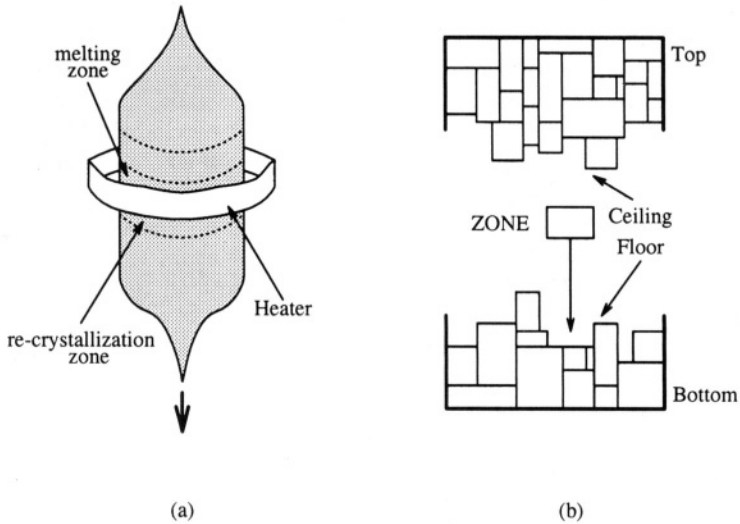 melting
zone
Heater
re-crystallization
zone
(a)
Top
Ceiling
ZONE
Floor
Bottom
(b)